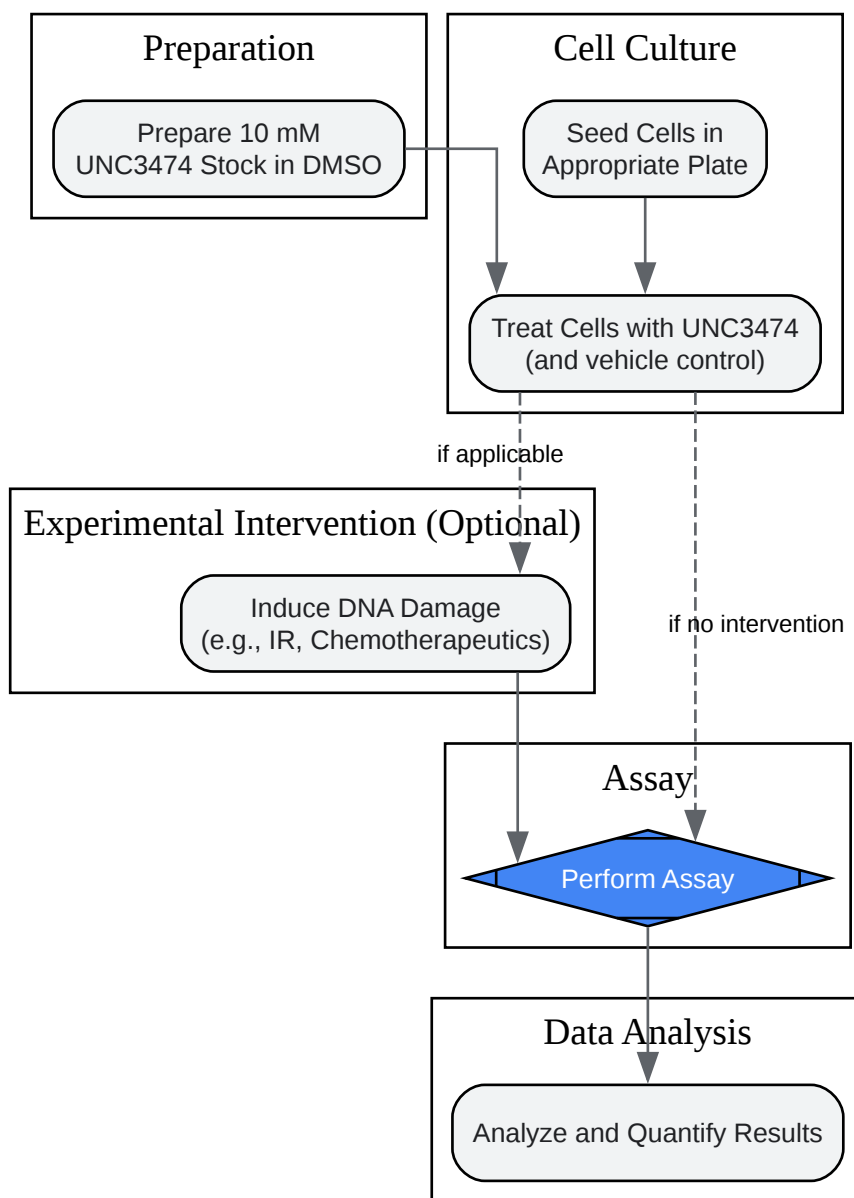 Preparation
Prepare 10 mM
UNC3474 Stock in DMSO
Cell Culture
Seed Cells in
Appropriate Plate
Treat Cells with UNC3474
(and vehicle control)
if applicable
Experimental Intervention (Optional)
Induce DNA Damage
(e.g., IR, Chemotherapeutics)
if no intervention
Assay
Perform Assay
Data Analysis
Analyze and Quantify Results